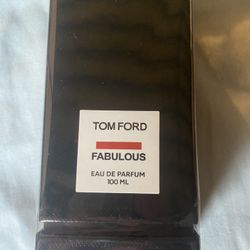 TOM FORD
FABULOUS
EAU DE PARFUM
100 ML